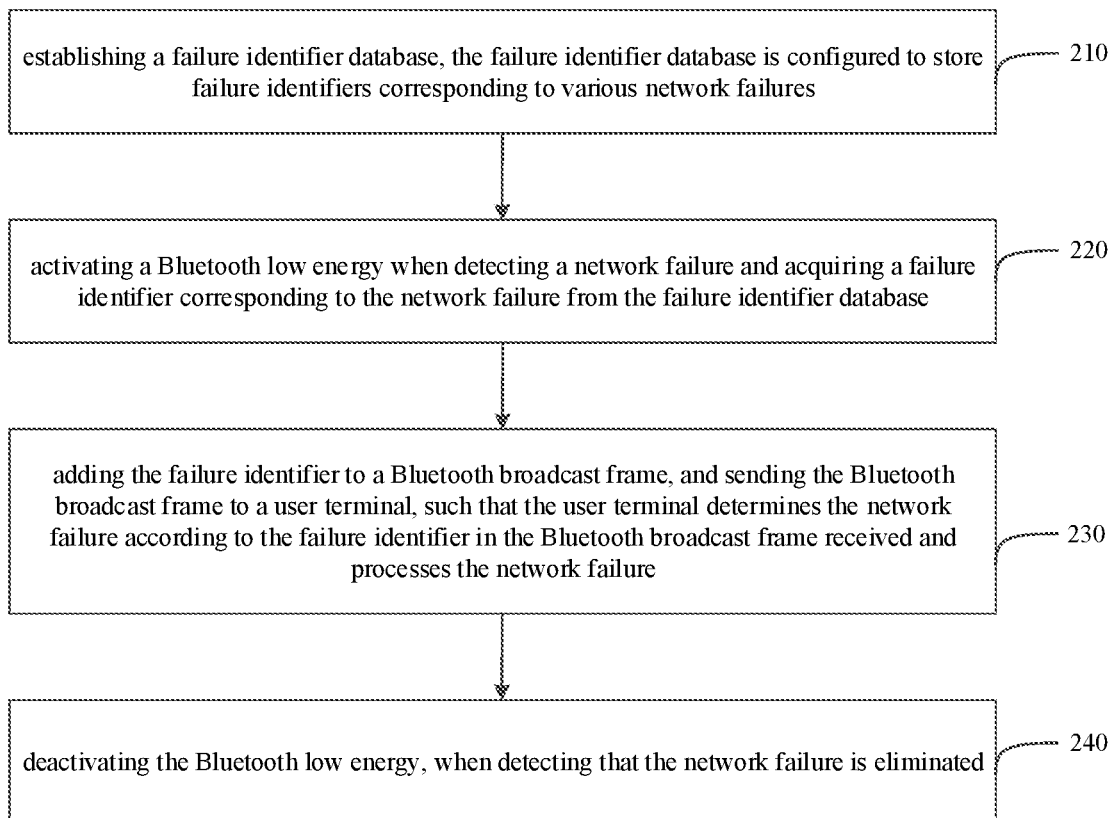 establishing a failure identifier database, the failure identifier database is configured to store
failure identifiers corresponding to various network failures
210
activating a Bluetooth low energy when detecting a network failure and acquiring a failure
identifier corresponding to the network failure from the failure identifier database
220
adding the failure identifier to a Bluetooth broadcast frame, and sending the Bluetooth
broadcast frame to a user terminal, such that the user terminal determines the network
failure according to the failure identifier in the Bluetooth broadcast frame received and
processes the network failure
230
deactivating the Bluetooth low energy, when detecting that the network failure is eliminated
240